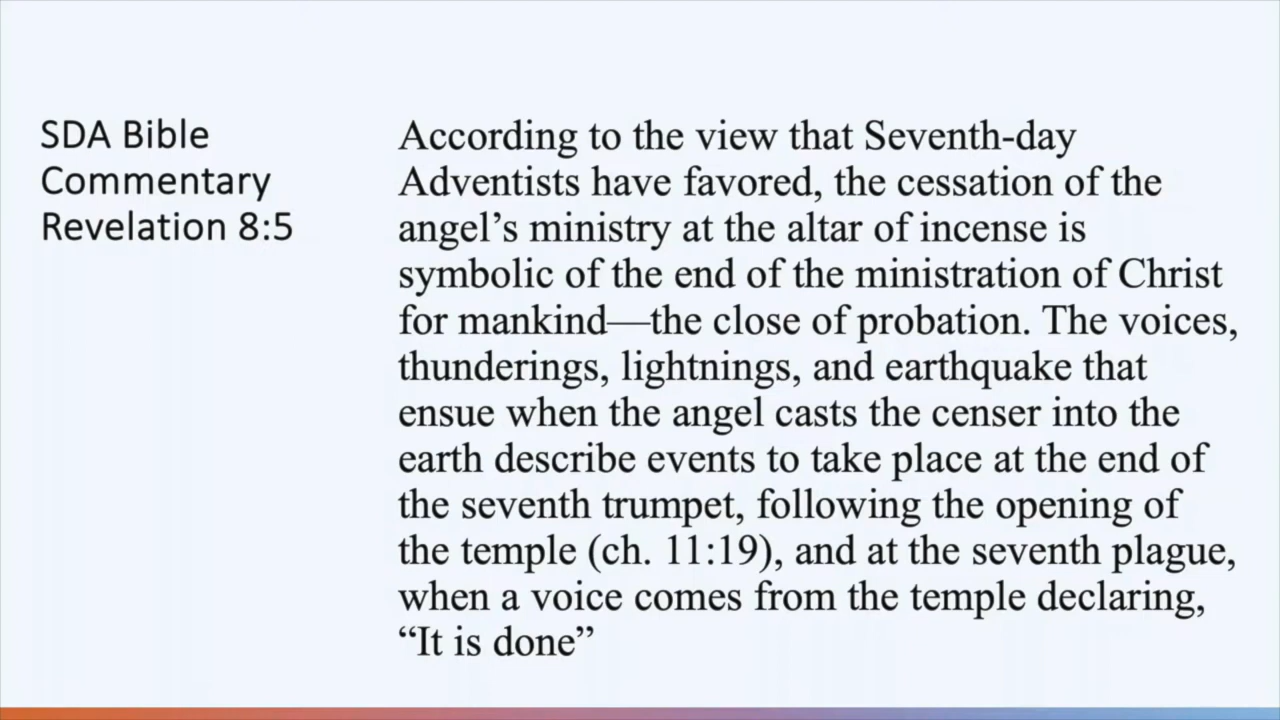 SDA Bible
Commentary
Revelation 8:5
According to the view that Seventh-day
Adventists have favored, the cessation of the
angel’s ministry at the altar of incense is
symbolic of the end of the ministration of Christ
for mankind—the close of probation. The voices,
thunderings, lightnings, and earthquake that
ensue when the angel casts the censer into the
earth describe events to take place at the end of
the seventh trumpet, following the opening of
the temple (ch. 11:19), and at the seventh plague,
when a voice comes from the temple declaring,
“It is done”